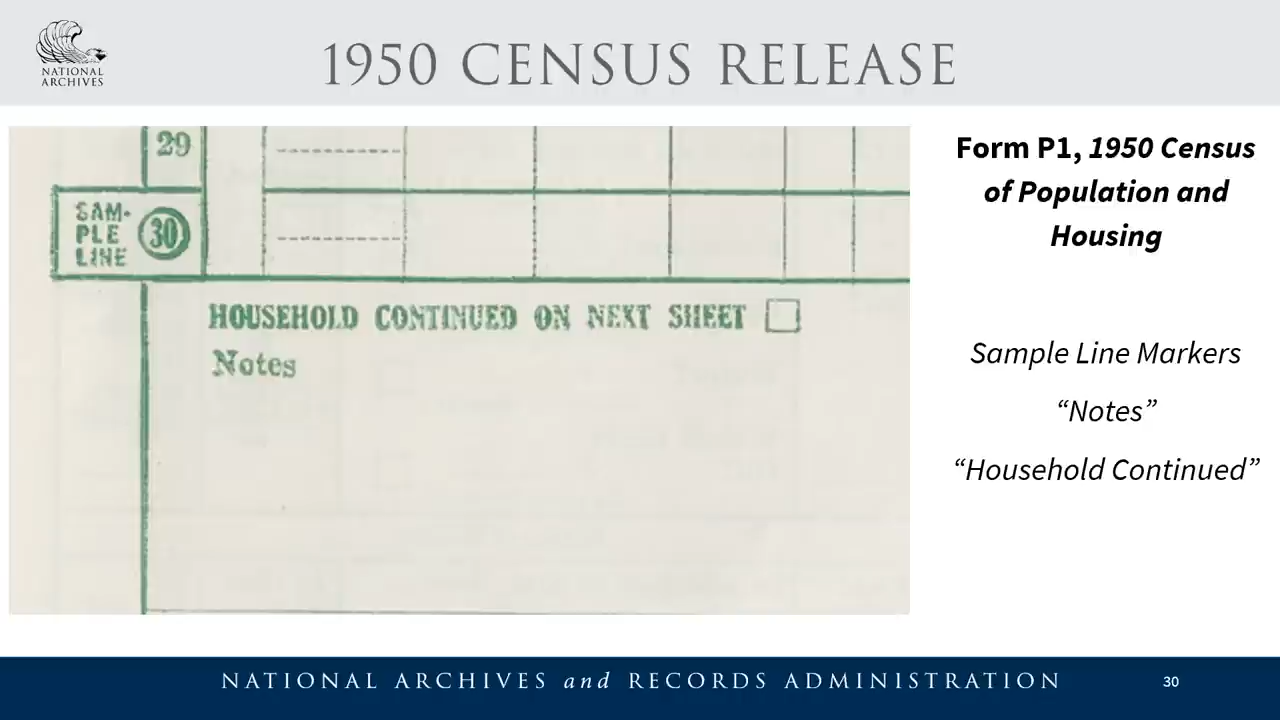 NATIONAL
ARCHIVES
1950 CENSUS RELEASE
29
SAM-
PLE
LINE
30
HOUSEHOLD CONTINUED ON NEXT SHEET
Notes
Form P1, 1950 Census
of Population and
Housing
Sample Line Markers
“Notes”
“Household Continued”
NATIONAL ARCHIVES and RECORDS ADMINISTRATION
30